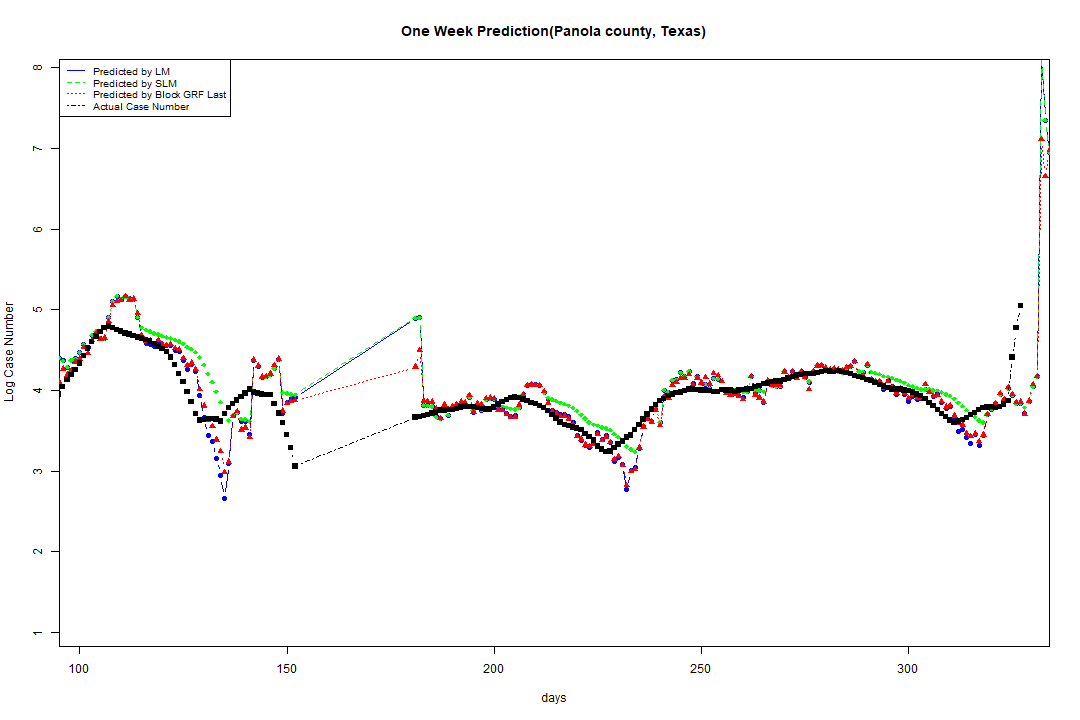 One Week Prediction(Panola county, Texas)
Predicted by LM
Predicted by SLM
Predicted by Block GRF Last
Actual Case Number
Log Case Number
8
7
6
5
4
3
2
1
100 150 200 250 300
days